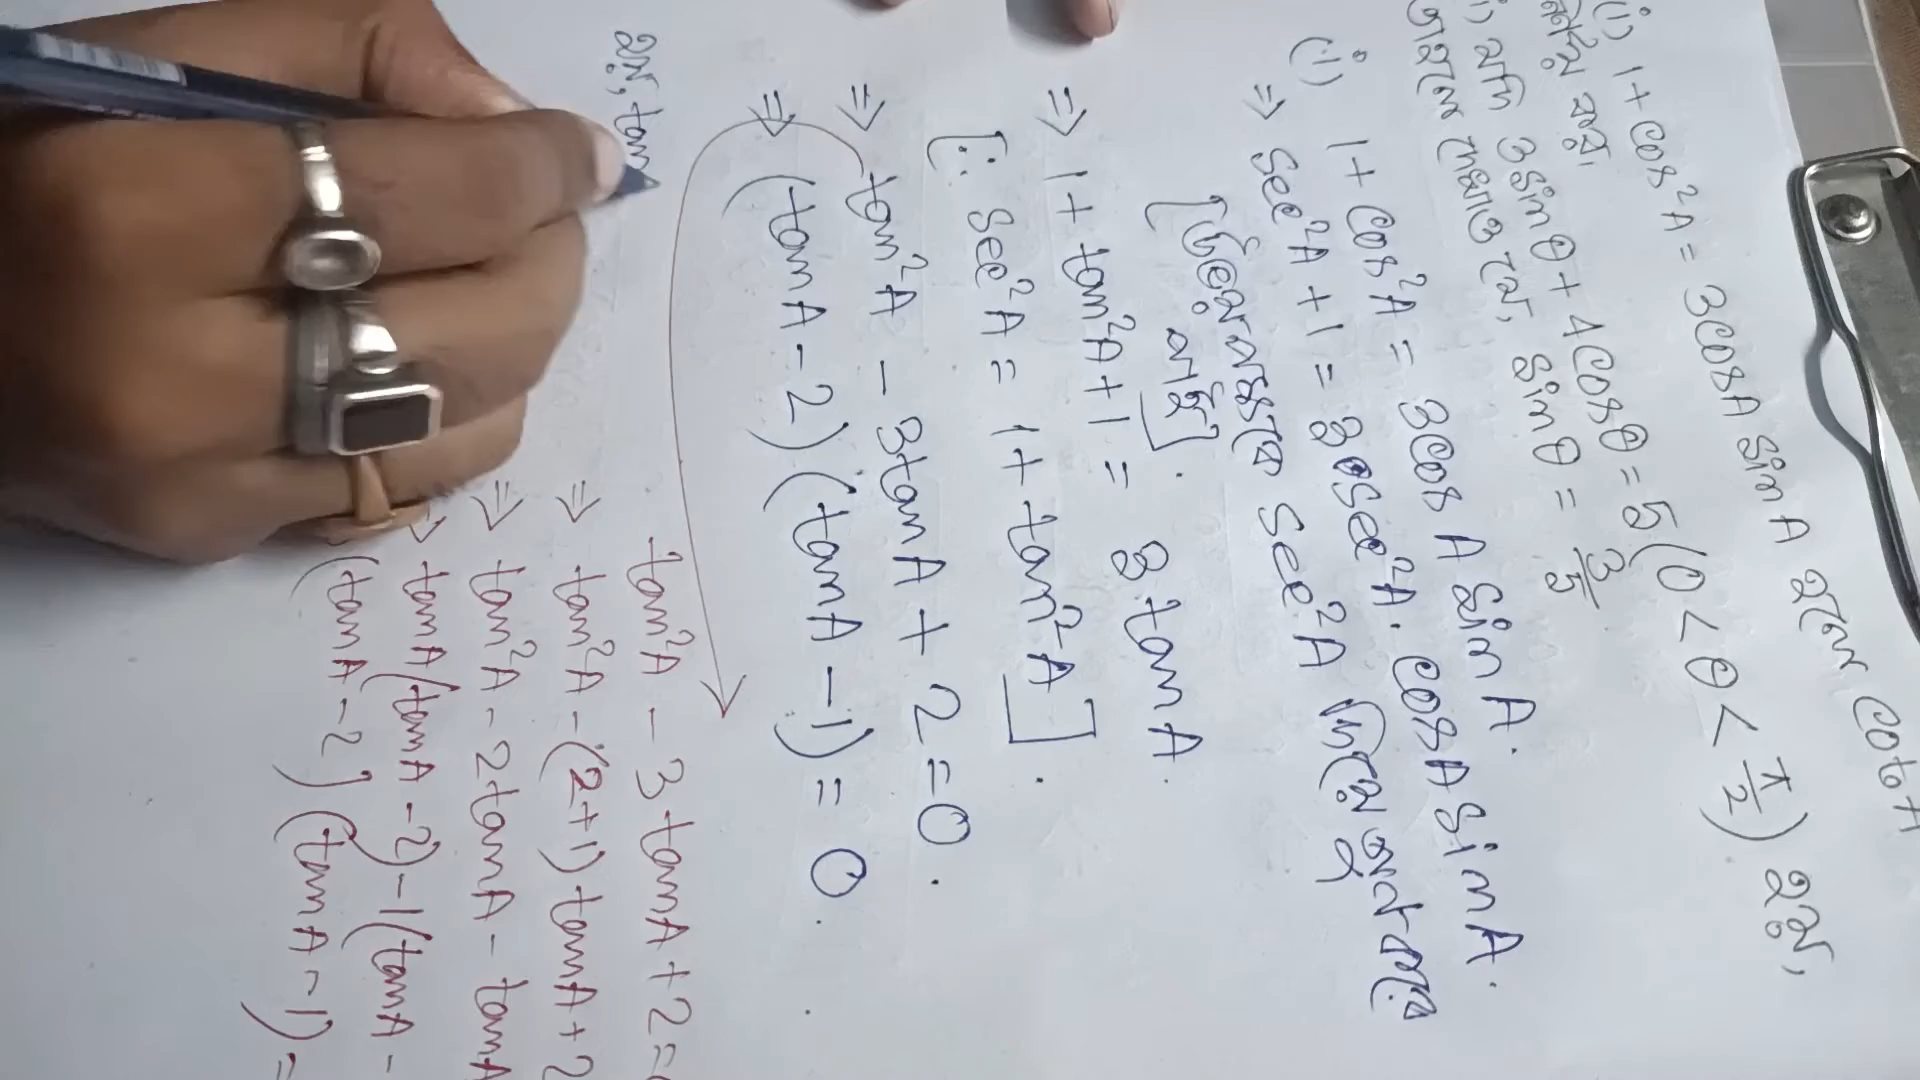 (i) 1 + cos²A = 3cosA sinA হলে cotA
নির্ণয় কর।
ii) যদি 3 sinθ + 4cosθ = 5 (0 < θ < π/2) হয়,
তাহলে দেখাও যে, sinθ = 3/5
(i) 1 + cos²A = 3cos A sin A.
⇒ sec²A + 1 = 3 sec²A. cosA sinA.
[উভয়পক্ষকে sec²A দিয়ে গুণ করে
পাই].
⇒ 1 + tan²A + 1 = 3 tan A.
[∵ sec²A = 1 + tan²A].
⇒ tan²A - 3tanA + 2 = 0.
⇒ (tanA - 2) (tanA - 1) = 0.
হয়, tan
tan²A - 3 tanA + 2 =
⇒ tan²A - (2+1) tanA + 2
⇒ tan²A - 2tanA - tanA
⇒ tanA (tanA - 2) - 1 (tanA -
(tanA - 2) (tanA - 1) =